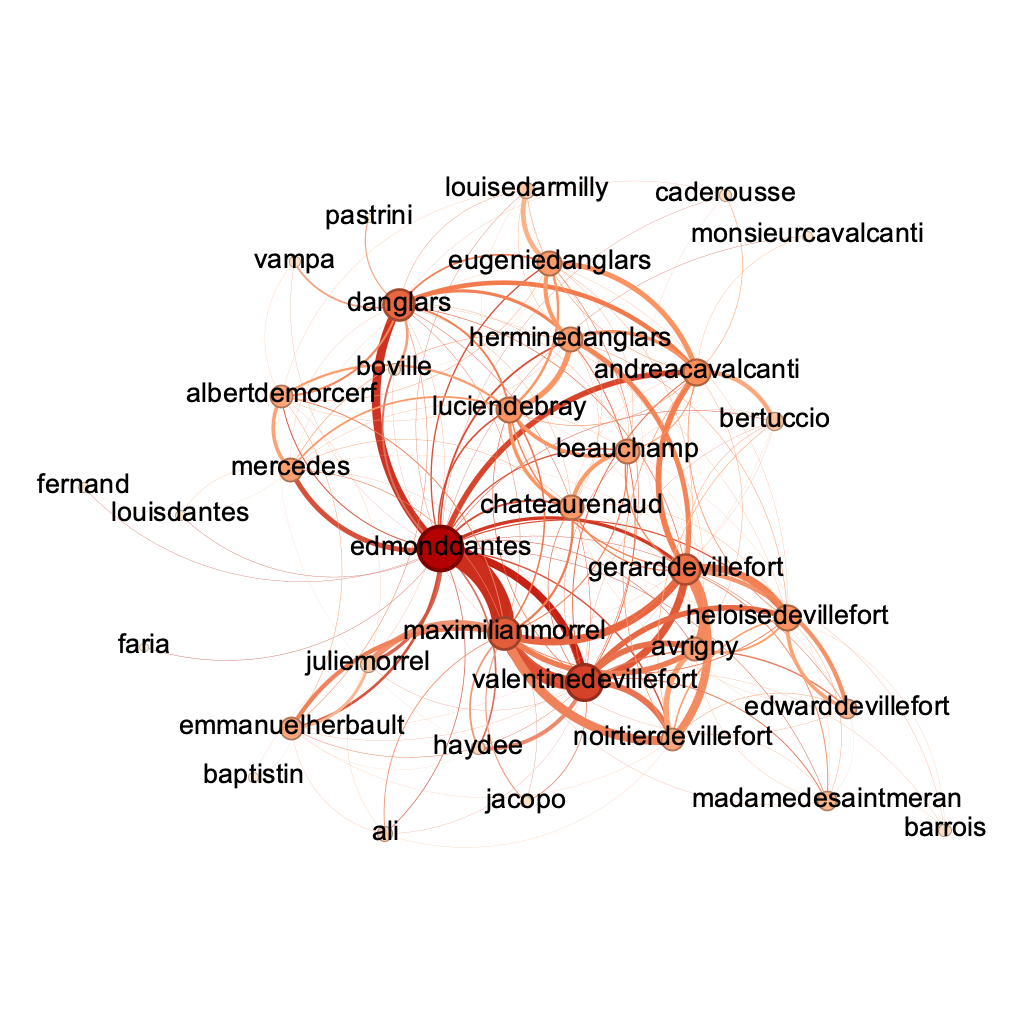 louisedarmilly
caderousse
pastrini
monsieurcavalcanti
vampa
eugeniedanglars
danglars
herminedanglars
boville
andreacavalcanti
albertdemorcerf
luciendebray
bertuccio
beauchamp
mercedes
fernand
chateaurenaud
louisdantes
edmonddantes
gerarddevillefort
heloisedevillefort
maximilianmorrel
faria
avrigny
juliemorrel
valentinedevillefort
edwarddevillefort
emmanuelherbault
noirtierdevillefort
haydee
baptistin
jacopo
madamedesaintmeran
barrois
ali